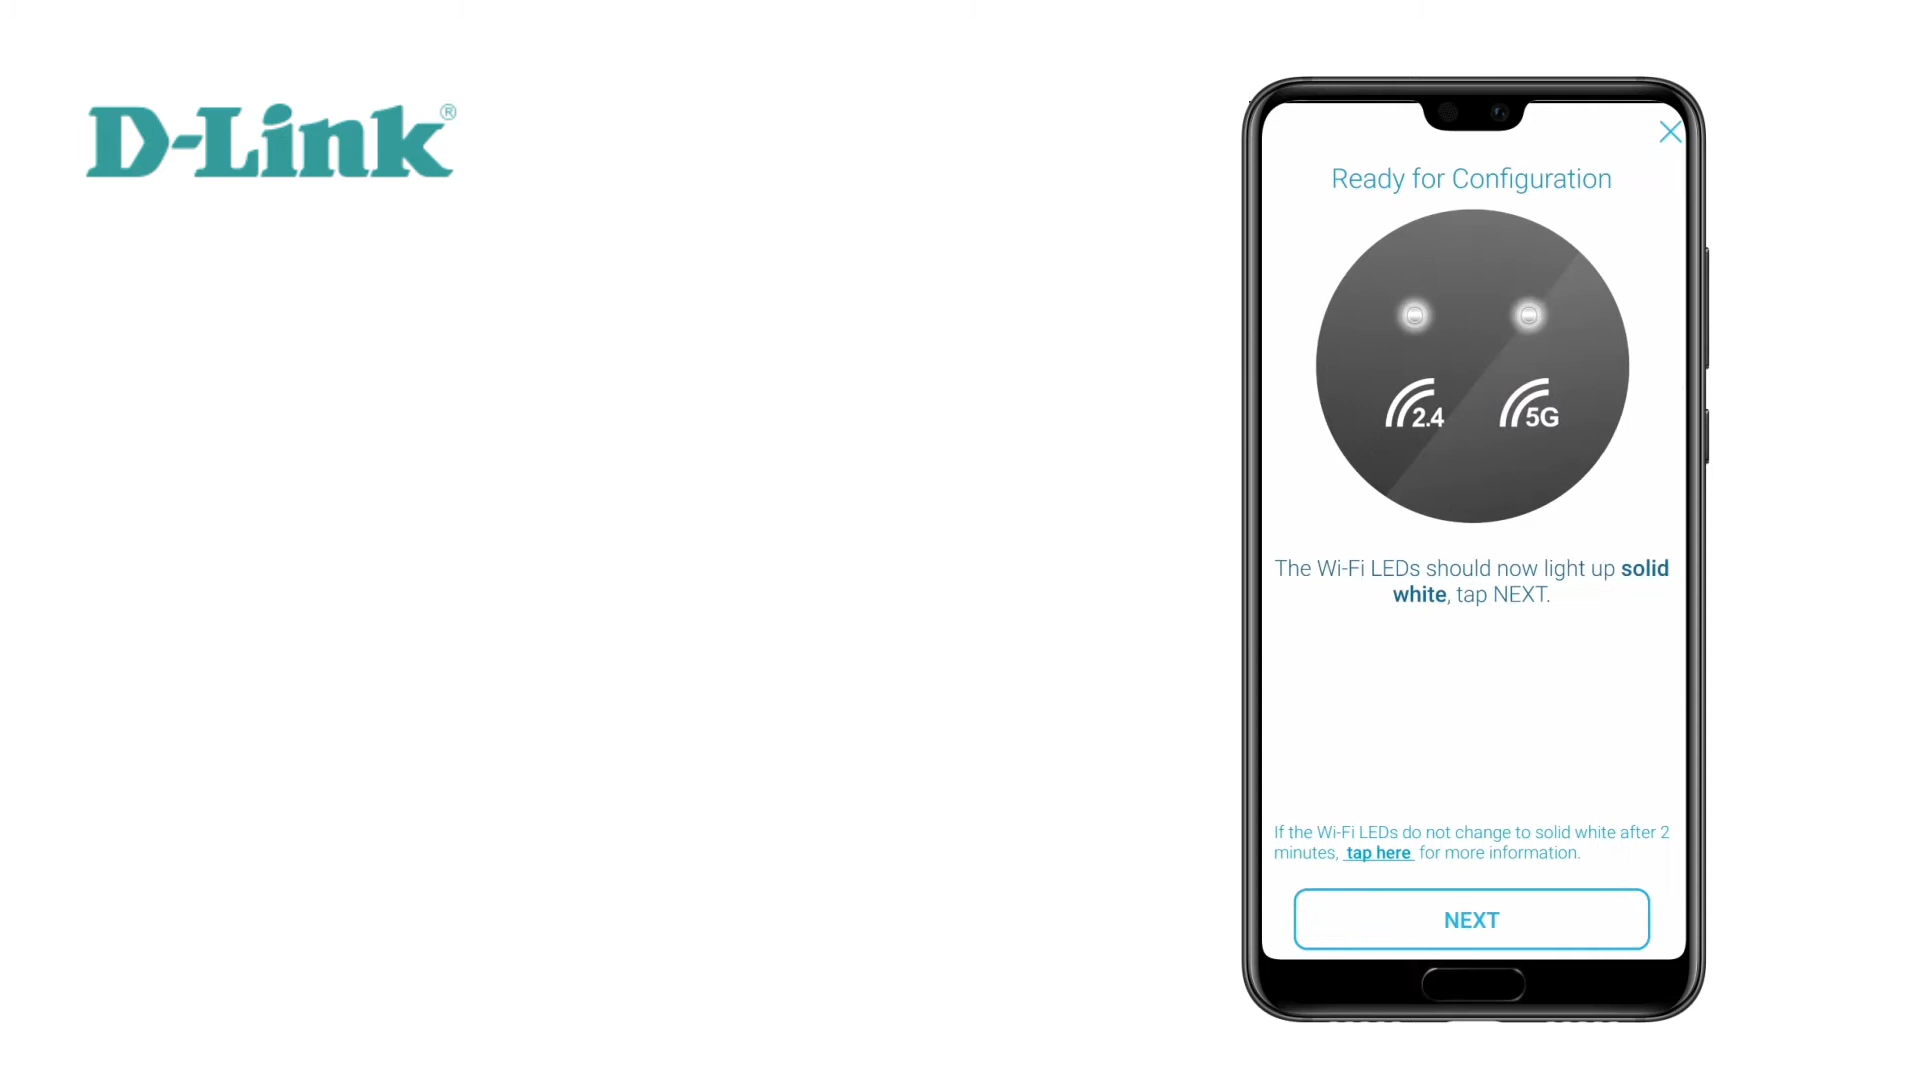 D-Link®
Ready for Configuration
2.4 5G
The Wi-Fi LEDs should now light up solid
white, tap NEXT.
If the Wi-Fi LEDs do not change to solid white after 2
minutes, tap here for more information.
NEXT